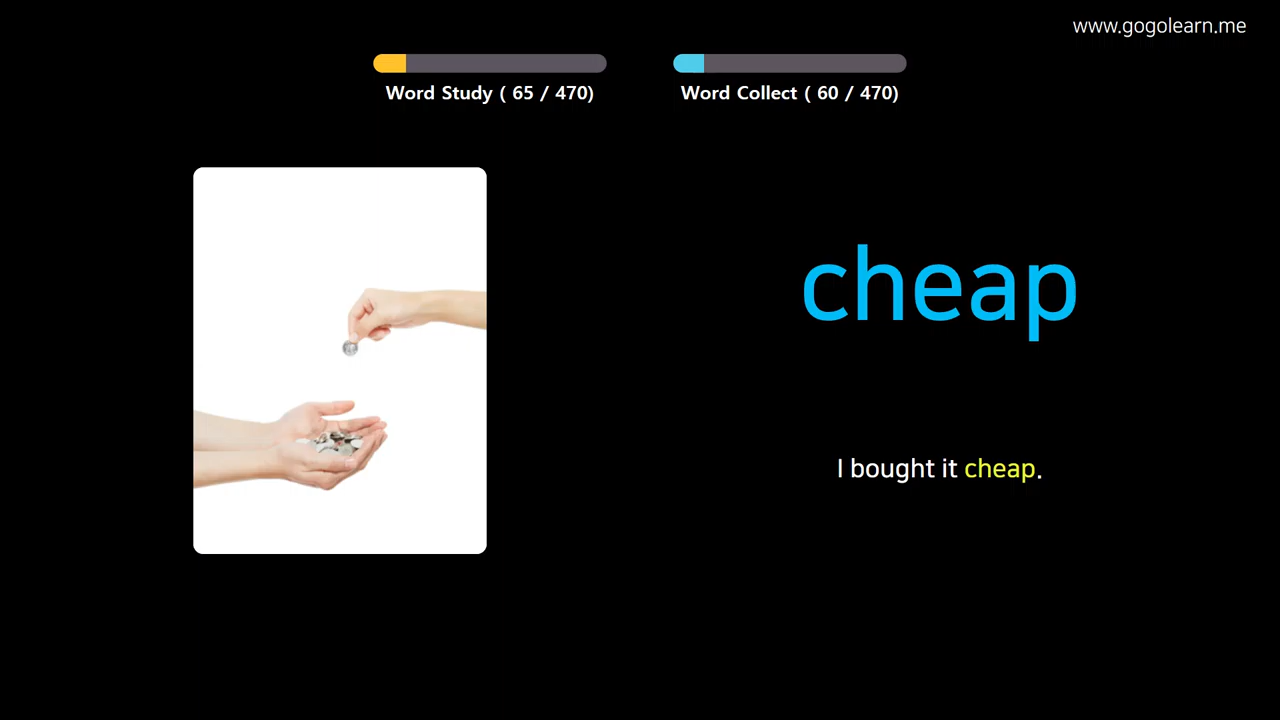 www.gogolearn.me
Word Study ( 65 / 470)
Word Collect ( 60 / 470)
cheap
I bought it cheap.